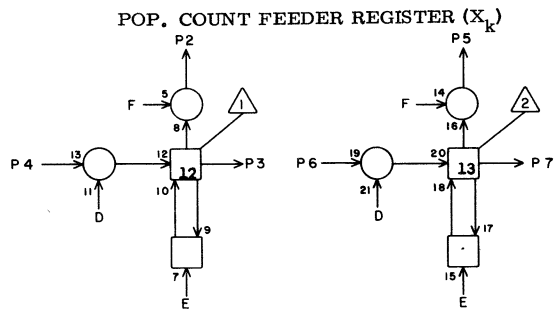 POP. COUNT FEEDER REGISTER (Xk)
P2 P5
5 1 14 2
F F
8 16
13 12 19 20
P4 12 P3 P6 13 P7
11 10 21 18
D 9 D 17
7 15
E E